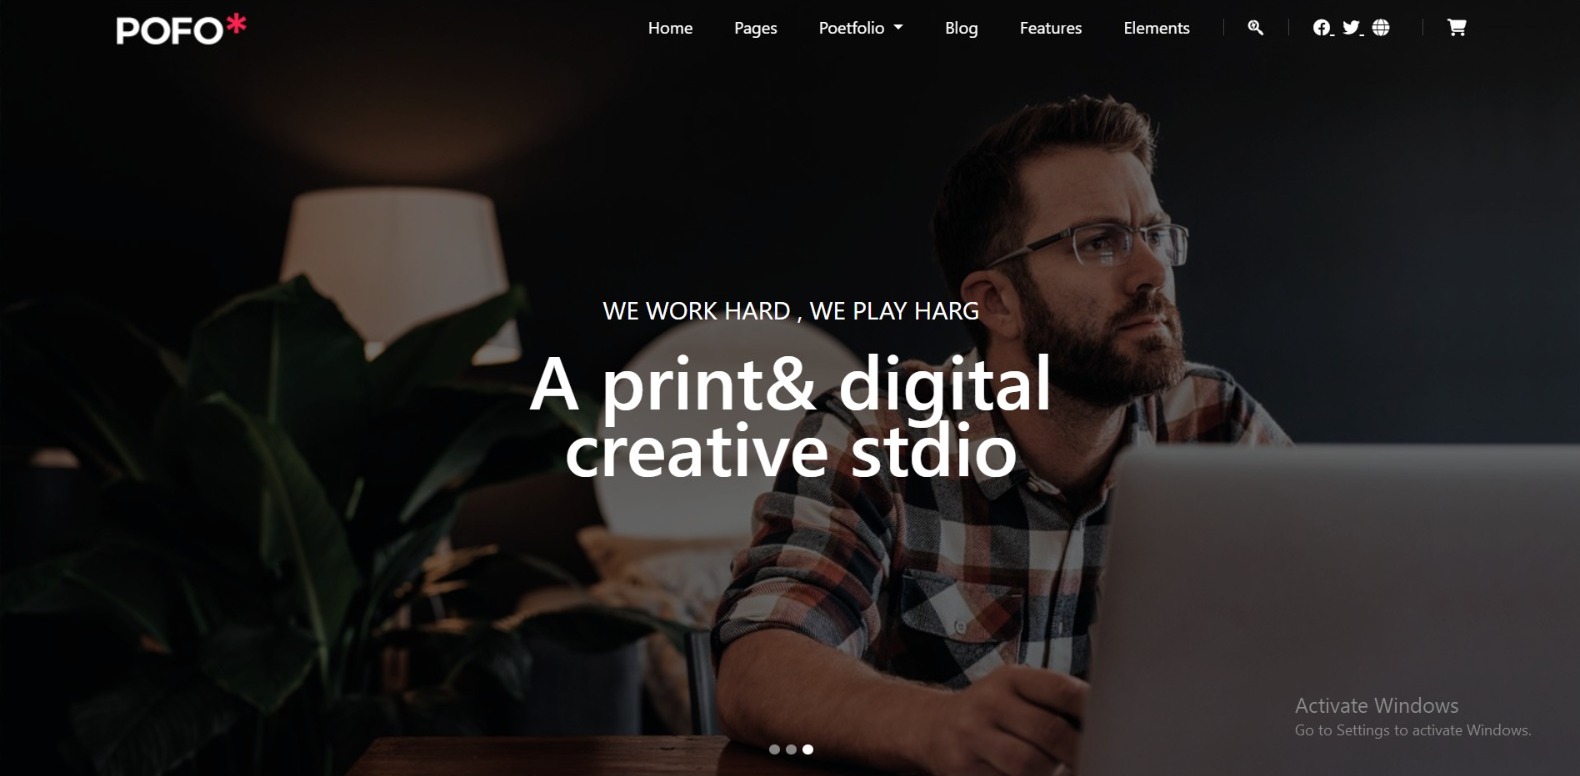 POFO*
Home Pages Poetfolio Blog Features Elements
WE WORK HARD , WE PLAY HARG
A print& digital
creative stdio
Activate Windows
Go to Settings to activate Windows.